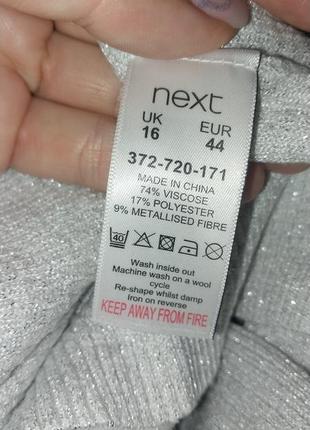 next
UK EUR
16 44
372-720-171
MADE IN CHINA
74% VISCOSE
17% POLYESTER
9% METALLISED FIBRE
40
Wash inside out
Machine wash on a wool
cycle
Re-shape whilst damp
Iron on reverse
KEEP AWAY FROM FIRE